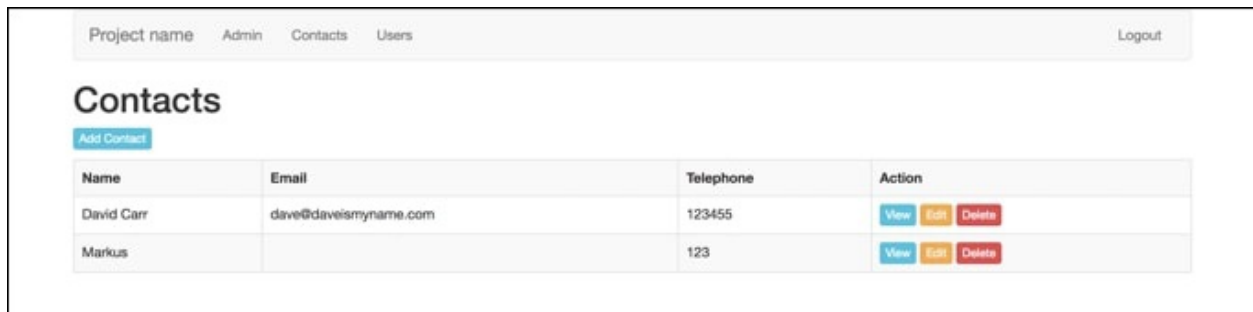 Project name Admin Contacts Users Logout
Contacts
Add Contact
Name Email Telephone Action
David Carr dave@daveismyname.com 123455 View Edit Delete
Markus 123 View Edit Delete